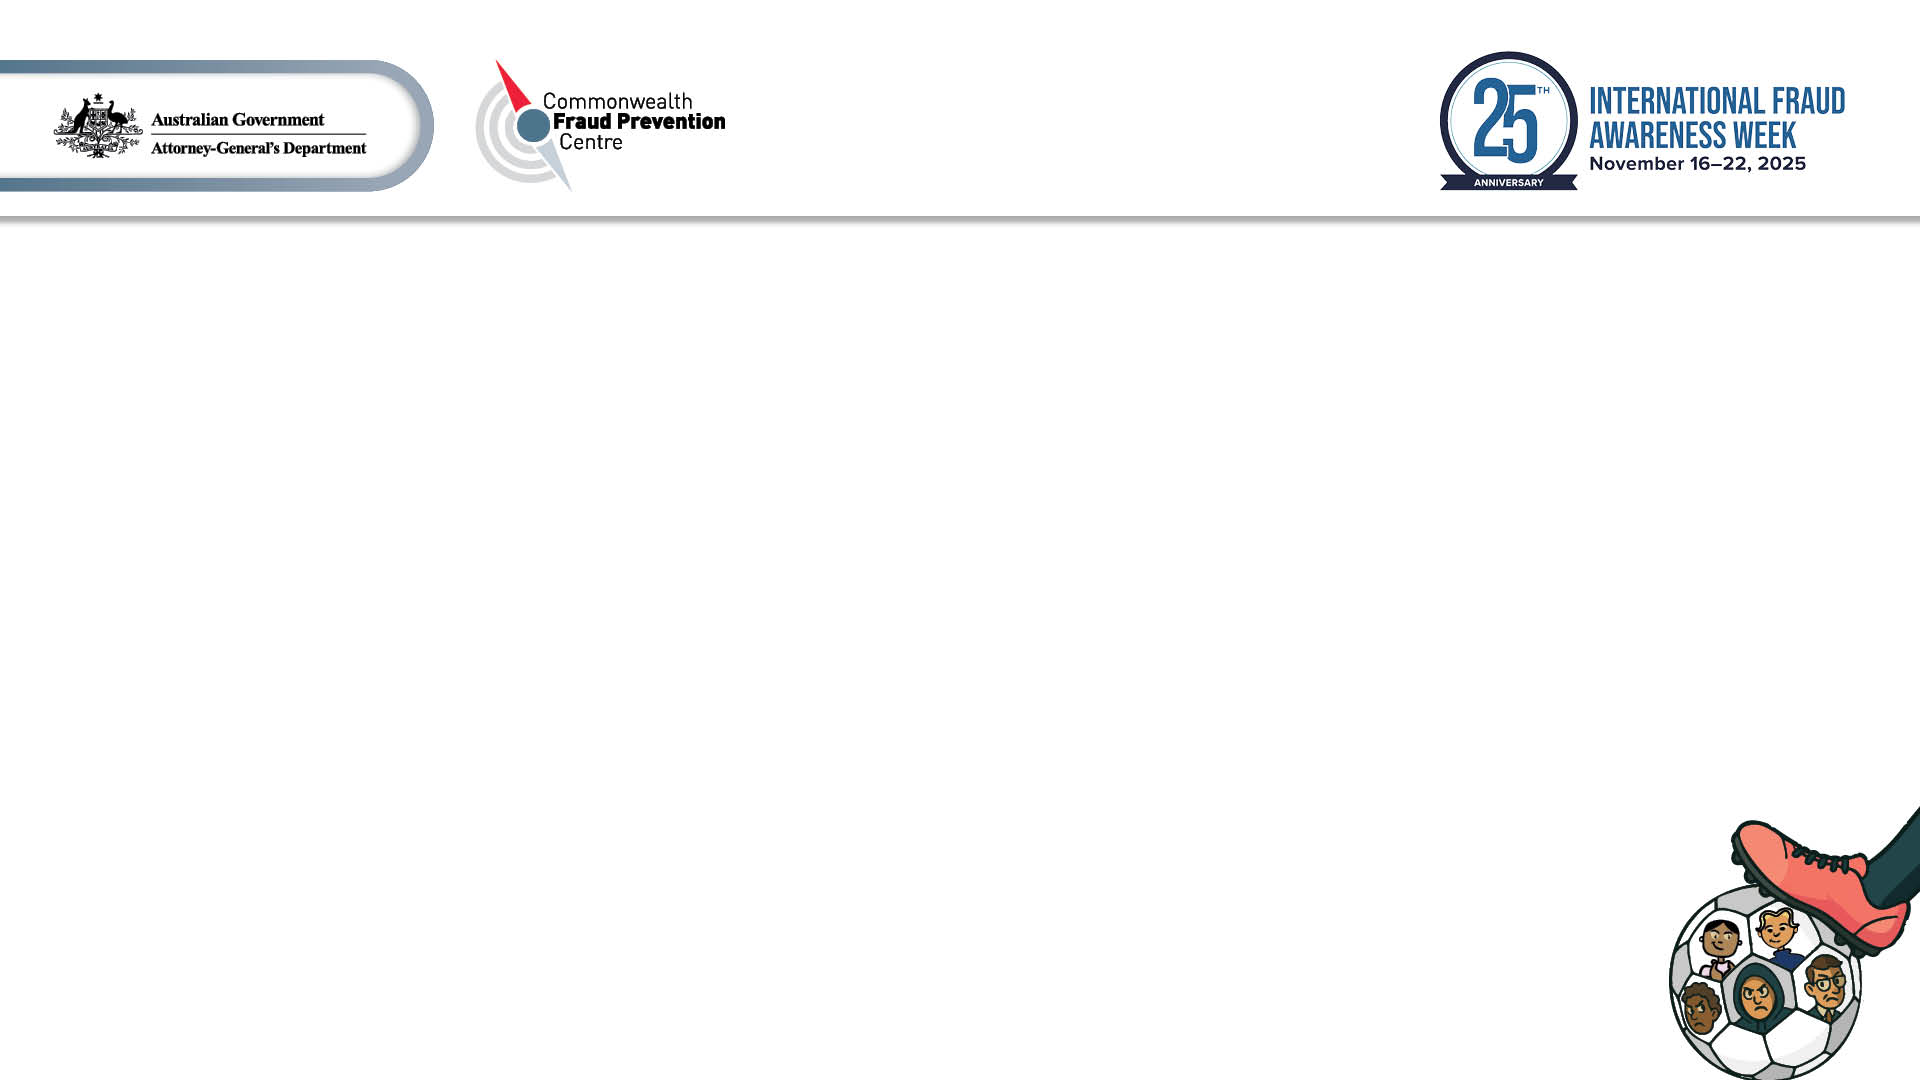 Australian Government
Attorney-General's Department
Commonwealth
Fraud Prevention
Centre
25TH
ANNIVERSARY
INTERNATIONAL FRAUD
AWARENESS WEEK
November 16–22, 2025